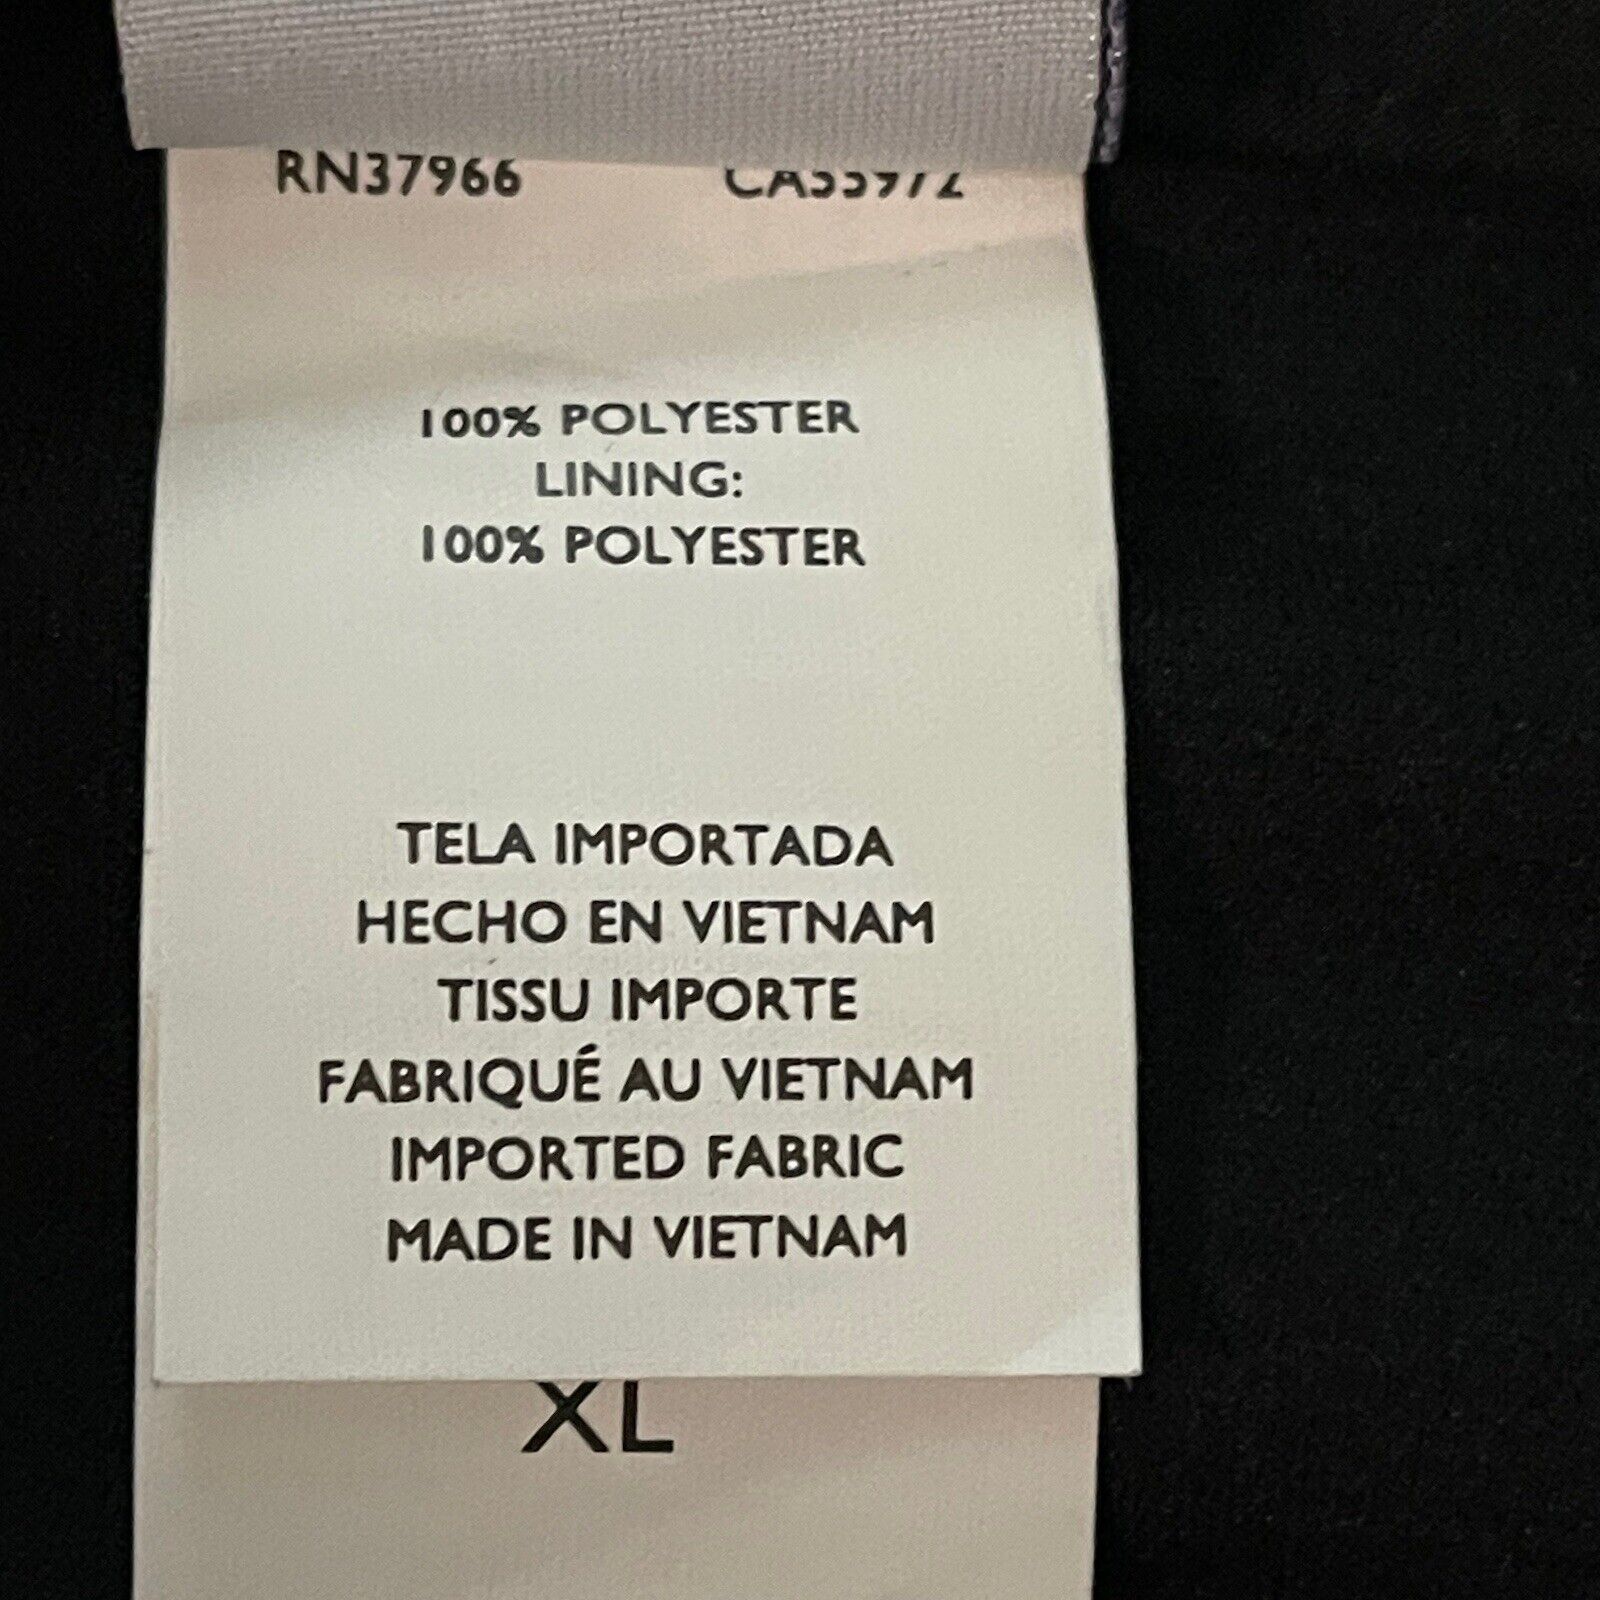 RN37966
100% POLYESTER
LINING:
100% POLYESTER
TELA IMPORTADA
HECHO EN VIETNAM
TISSU IMPORTE
FABRIQUÉ AU VIETNAM
IMPORTED FABRIC
MADE IN VIETNAM
XL